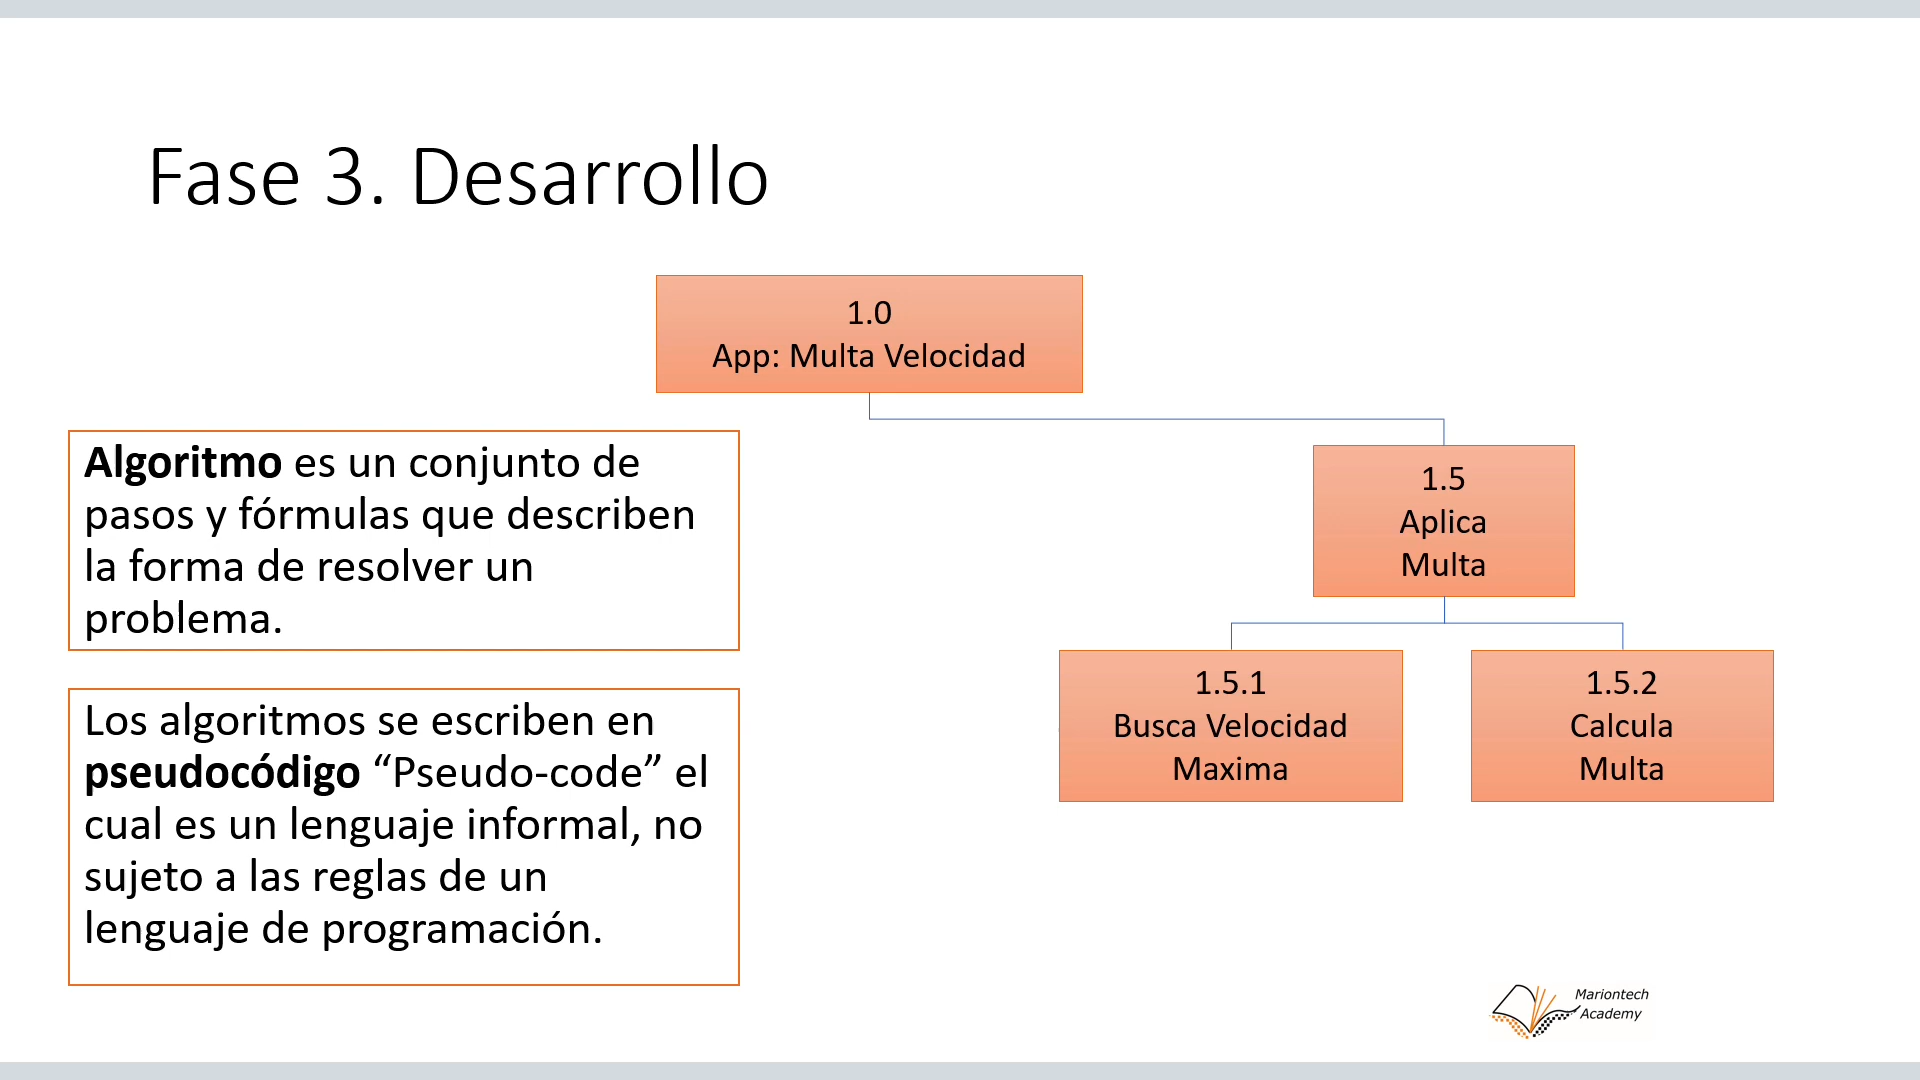 Fase 3. Desarrollo
1.0
App: Multa Velocidad
Algoritmo es un conjunto de
pasos y fórmulas que describen
la forma de resolver un
problema.
1.5
Aplica
Multa
1.5.1
Busca Velocidad
Maxima
1.5.2
Calcula
Multa
Los algoritmos se escriben en
pseudocódigo “Pseudo-code” el
cual es un lenguaje informal, no
sujeto a las reglas de un
lenguaje de programación.
Mariontech
Academy